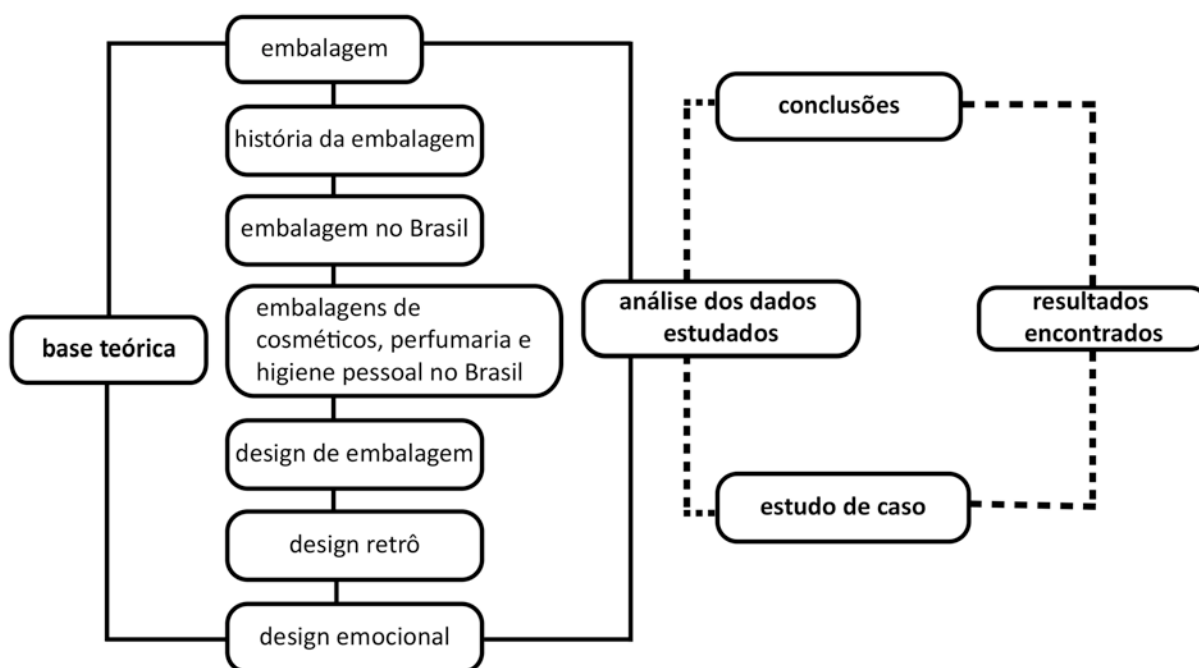 embalagem
história da embalagem
embalagem no Brasil
embalagens de
cosméticos, perfumaria e
higiene pessoal no Brasil
base teórica
design de embalagem
design retrô
design emocional
conclusões
análise dos dados
estudados
resultados
encontrados
estudo de caso